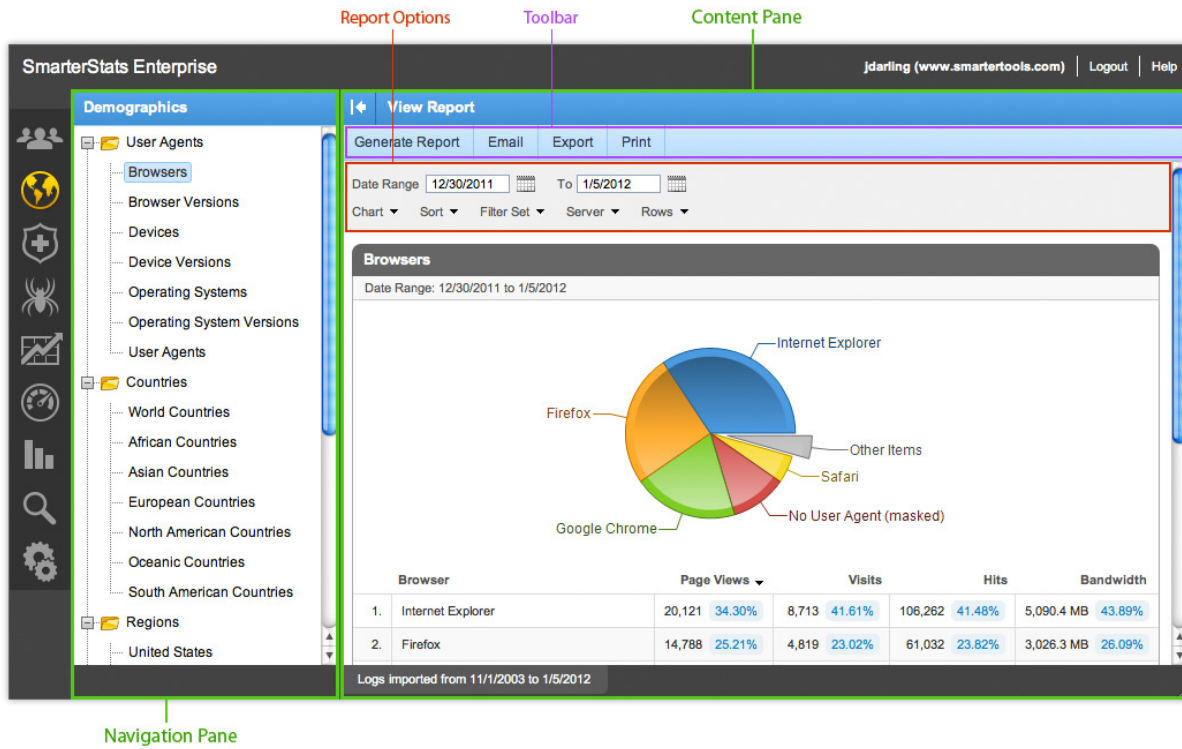 Report Options Toolbar Content Pane
SmarterStats Enterprise
jdarling (www.smartertools.com) Logout Help
Demographics
User Agents
Browsers
Browser Versions
Devices
Device Versions
Operating Systems
Operating System Versions
User Agents
Countries
World Countries
African Countries
Asian Countries
European Countries
North American Countries
Oceanic Countries
South American Countries
Regions
United States
View Report
Generate Report Email Export Print
Date Range 12/30/2011 To 1/5/2012
Chart Sort Filter Set Server Rows
Browsers
Date Range: 12/30/2011 to 1/5/2012
Internet Explorer
Firefox
Other Items
Safari
No User Agent (masked)
Google Chrome
Browser Page Views Visits Hits Bandwidth
1. Internet Explorer 20,121 34.30% 8,713 41.61% 106,262 41.48% 5,090.4 MB 43.89%
2. Firefox 14,788 25.21% 4,819 23.02% 61,032 23.82% 3,026.3 MB 26.09%
Logs imported from 11/1/2003 to 1/5/2012
Navigation Pane